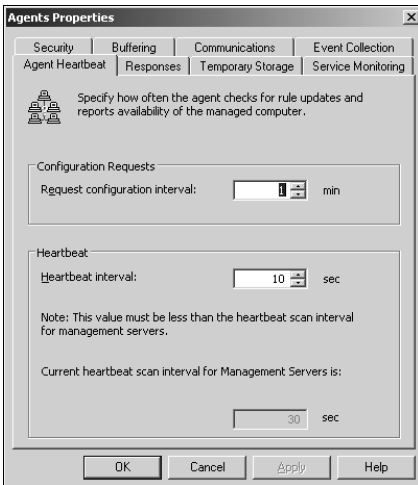 Agents Properties
Security Buffering Communications Event Collection
Agent Heartbeat Responses Temporary Storage Service Monitoring
Specify how often the agent checks for rule updates and
reports availability of the managed computer.
Configuration Requests
Request configuration interval: 1 min
Heartbeat
Heartbeat interval: 10 sec
Note: This value must be less than the heartbeat scan interval
for management servers.
Current heartbeat scan interval for Management Servers is:
30 sec
OK Cancel Apply Help